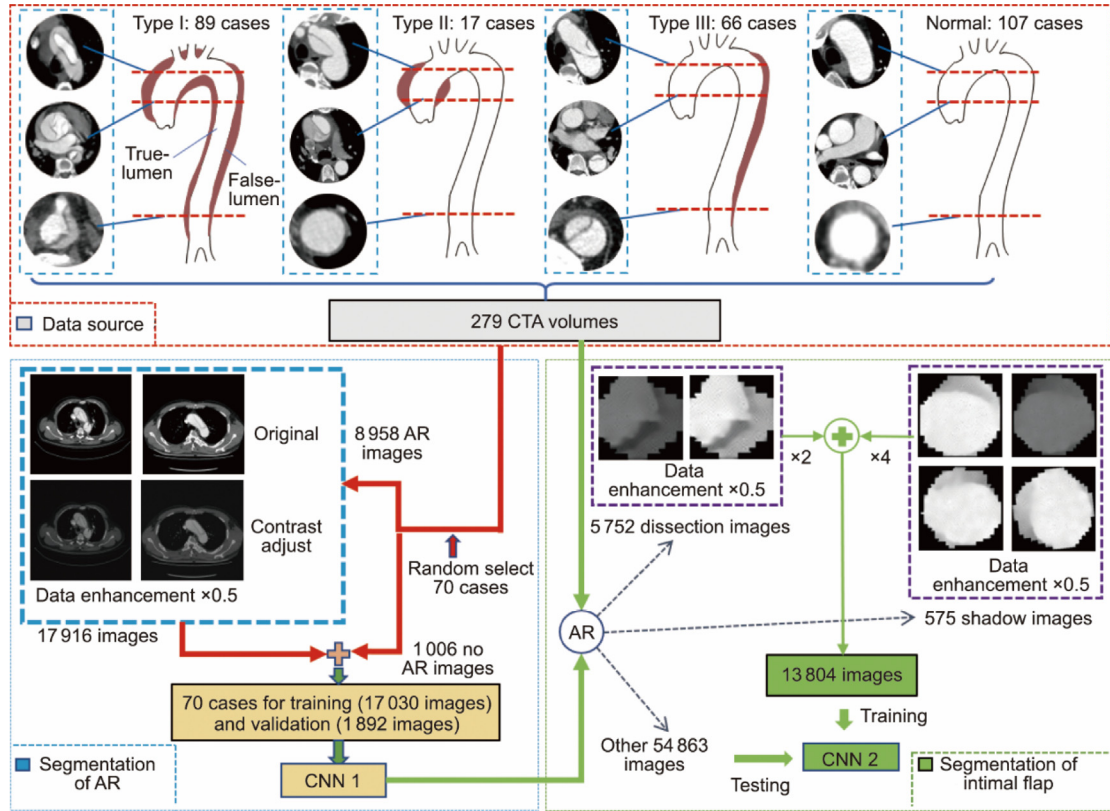 Type I: 89 cases
Type II: 17 cases
Type III: 66 cases
Normal: 107 cases
True-
lumen
False-
lumen
Data source
279 CTA volumes
Original
Contrast
adjust
Data enhancement ×0.5
17 916 images
8 958 AR
images
Random select
70 cases
1 006 no
AR images
70 cases for training (17 030 images)
and validation (1 892 images)
CNN 1
Segmentation
of AR
Data
enhancement ×0.5
×2
×4
Data
enhancement ×0.5
5 752 dissection images
575 shadow images
AR
Other 54 863
images
13 804 images
Training
Testing
CNN 2
Segmentation of
intimal flap